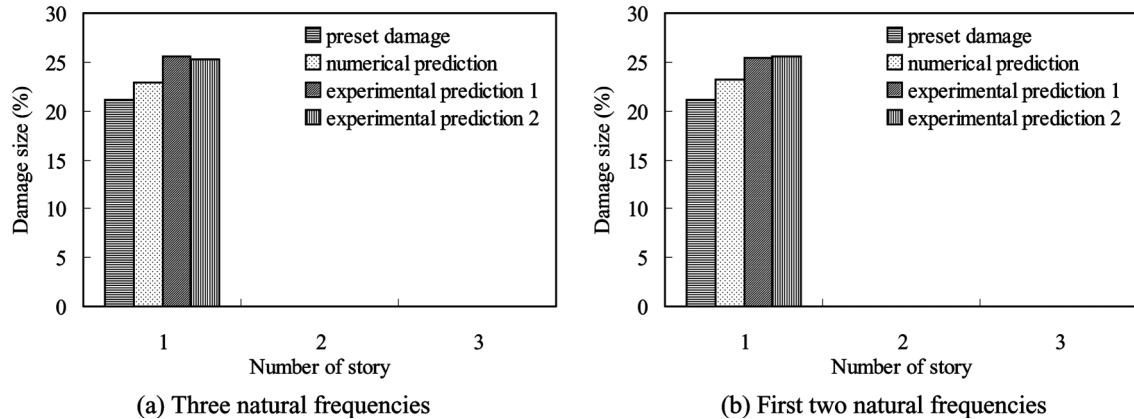 30
25
20
15
10
5
0
Damage size (%)
preset damage
numerical prediction
experimental prediction 1
experimental prediction 2
1 2 3
Number of story
(a) Three natural frequencies
30
25
20
15
10
5
0
Damage size (%)
preset damage
numerical prediction
experimental prediction 1
experimental prediction 2
1 2 3
Number of story
(b) First two natural frequencies